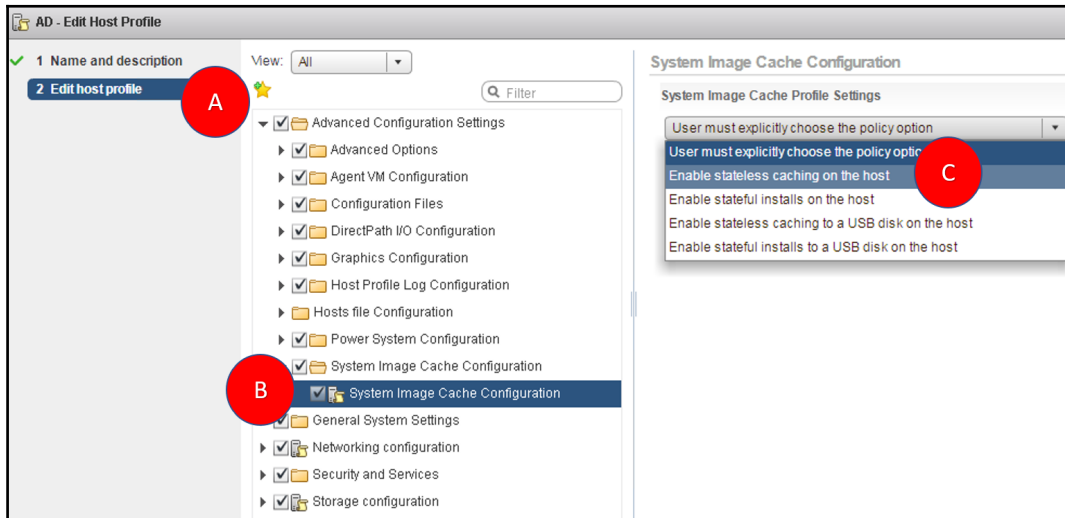 AD - Edit Host Profile
1 Name and description
2 Edit host profile
A
View: All
Filter
Advanced Configuration Settings
Advanced Options
Agent VM Configuration
Configuration Files
DirectPath I/O Configuration
Graphics Configuration
Host Profile Log Configuration
Hosts file Configuration
Power System Configuration
System Image Cache Configuration
B
System Image Cache Configuration
General System Settings
Networking configuration
Security and Services
Storage configuration
System Image Cache Configuration
System Image Cache Profile Settings
User must explicitly choose the policy option
User must explicitly choose the policy optio
Enable stateless caching on the host
C
Enable stateful installs on the host
Enable stateless caching to a USB disk on the host
Enable stateful installs to a USB disk on the host